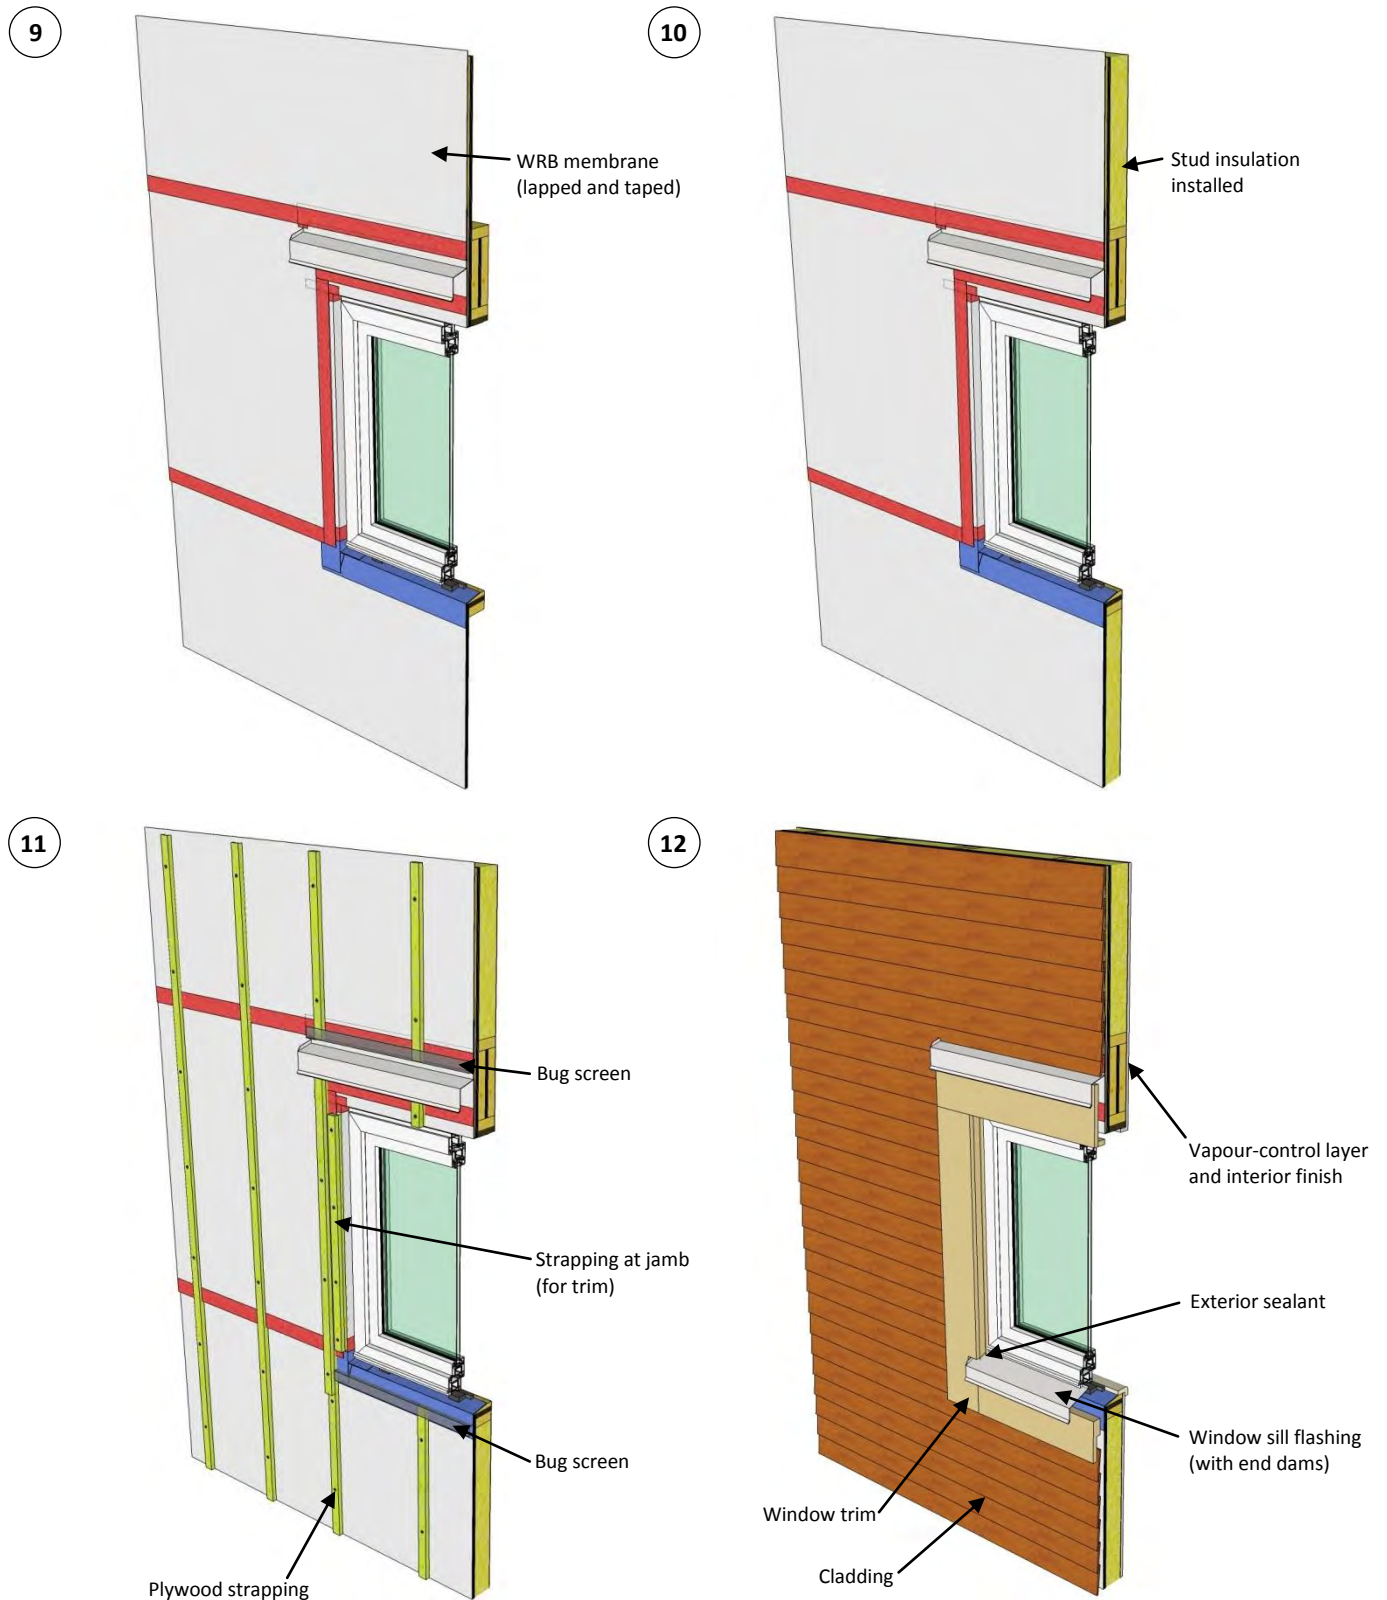 9
WRB membrane
(lapped and taped)
10
Stud insulation
installed
11
Bug screen
Strapping at jamb
(for trim)
Bug screen
Plywood strapping
12
Vapour-control layer
and interior finish
Exterior sealant
Window sill flashing
(with end dams)
Window trim
Cladding